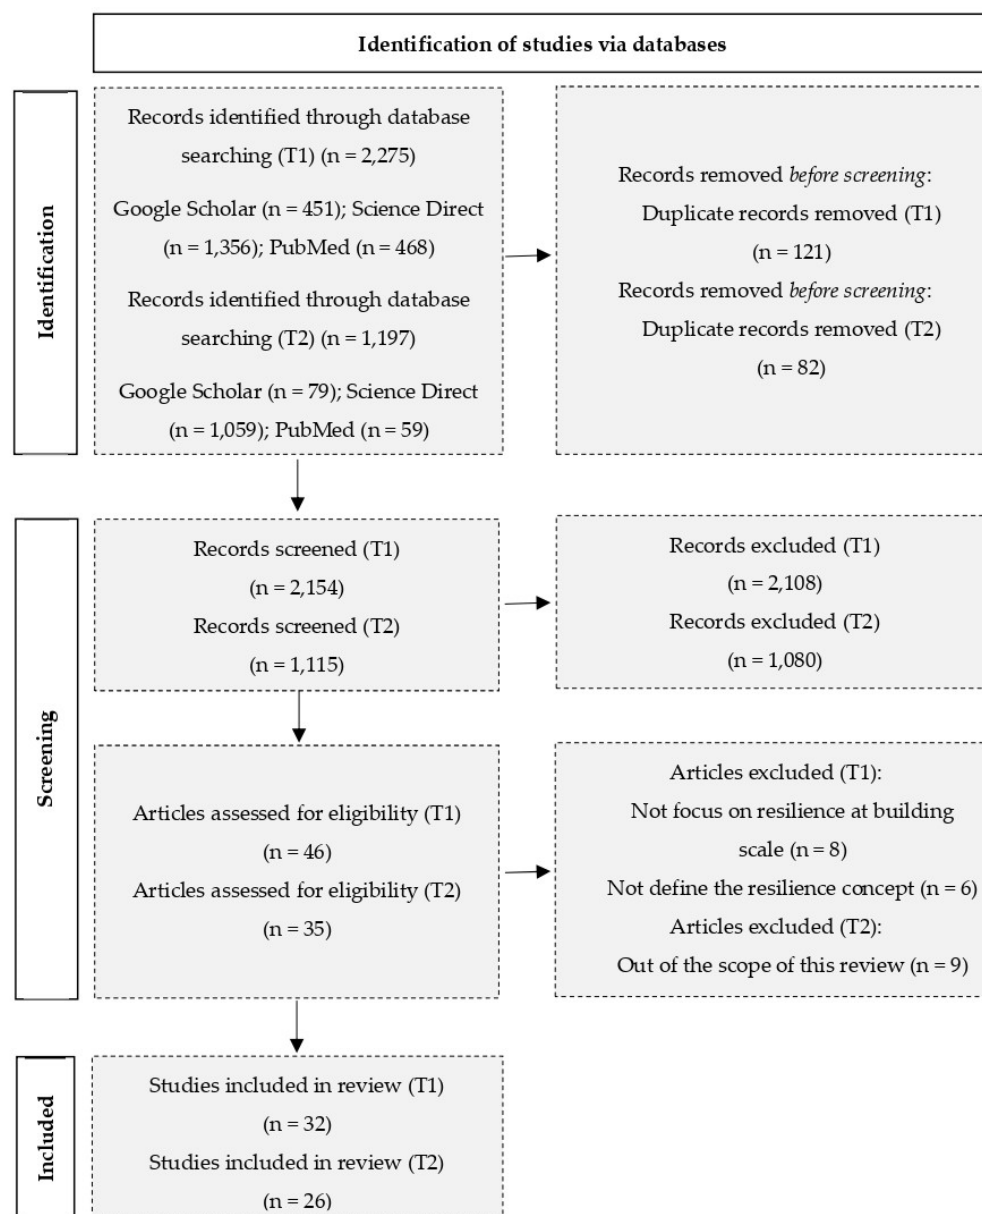 Identification of studies via databases
Identification
Records identified through database
searching (T1) (n = 2,275)
Google Scholar (n = 451); Science Direct
(n = 1,356); PubMed (n = 468)
Records identified through database
searching (T2) (n = 1,197)
Google Scholar (n = 79); Science Direct
(n = 1,059); PubMed (n = 59)
Records removed before screening:
Duplicate records removed (T1)
(n = 121)
Records removed before screening:
Duplicate records removed (T2)
(n = 82)
Screening
Records screened (T1)
(n = 2,154)
Records screened (T2)
(n = 1,115)
Records excluded (T1)
(n = 2,108)
Records excluded (T2)
(n = 1,080)
Articles assessed for eligibility (T1)
(n = 46)
Articles assessed for eligibility (T2)
(n = 35)
Articles excluded (T1):
Not focus on resilience at building
scale (n = 8)
Not define the resilience concept (n = 6)
Articles excluded (T2):
Out of the scope of this review (n = 9)
Included
Studies included in review (T1)
(n = 32)
Studies included in review (T2)
(n = 26)